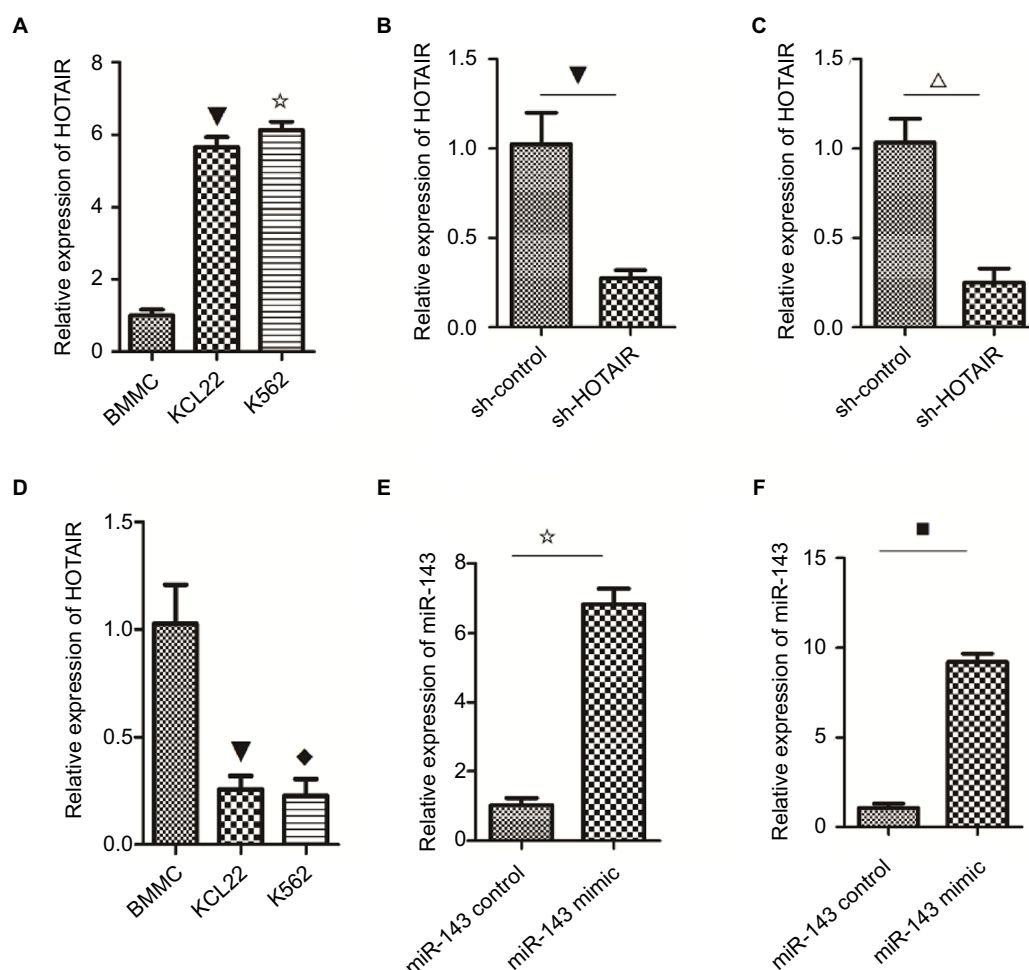 A
Relative expression of HOTAIR
8
6
4
2
0
BMMC
KCL22
K562
B
Relative expression of HOTAIR
1.5
1.0
0.5
0.0
sh-control
sh-HOTAIR
C
Relative expression of HOTAIR
1.5
1.0
0.5
0.0
sh-control
sh-HOTAIR
D
Relative expression of HOTAIR
1.5
1.0
0.5
0.0
BMMC
KCL22
K562
E
Relative expression of miR-143
8
6
4
2
0
miR-143 control
miR-143 mimic
F
Relative expression of miR-143
15
10
5
0
miR-143 control
miR-143 mimic